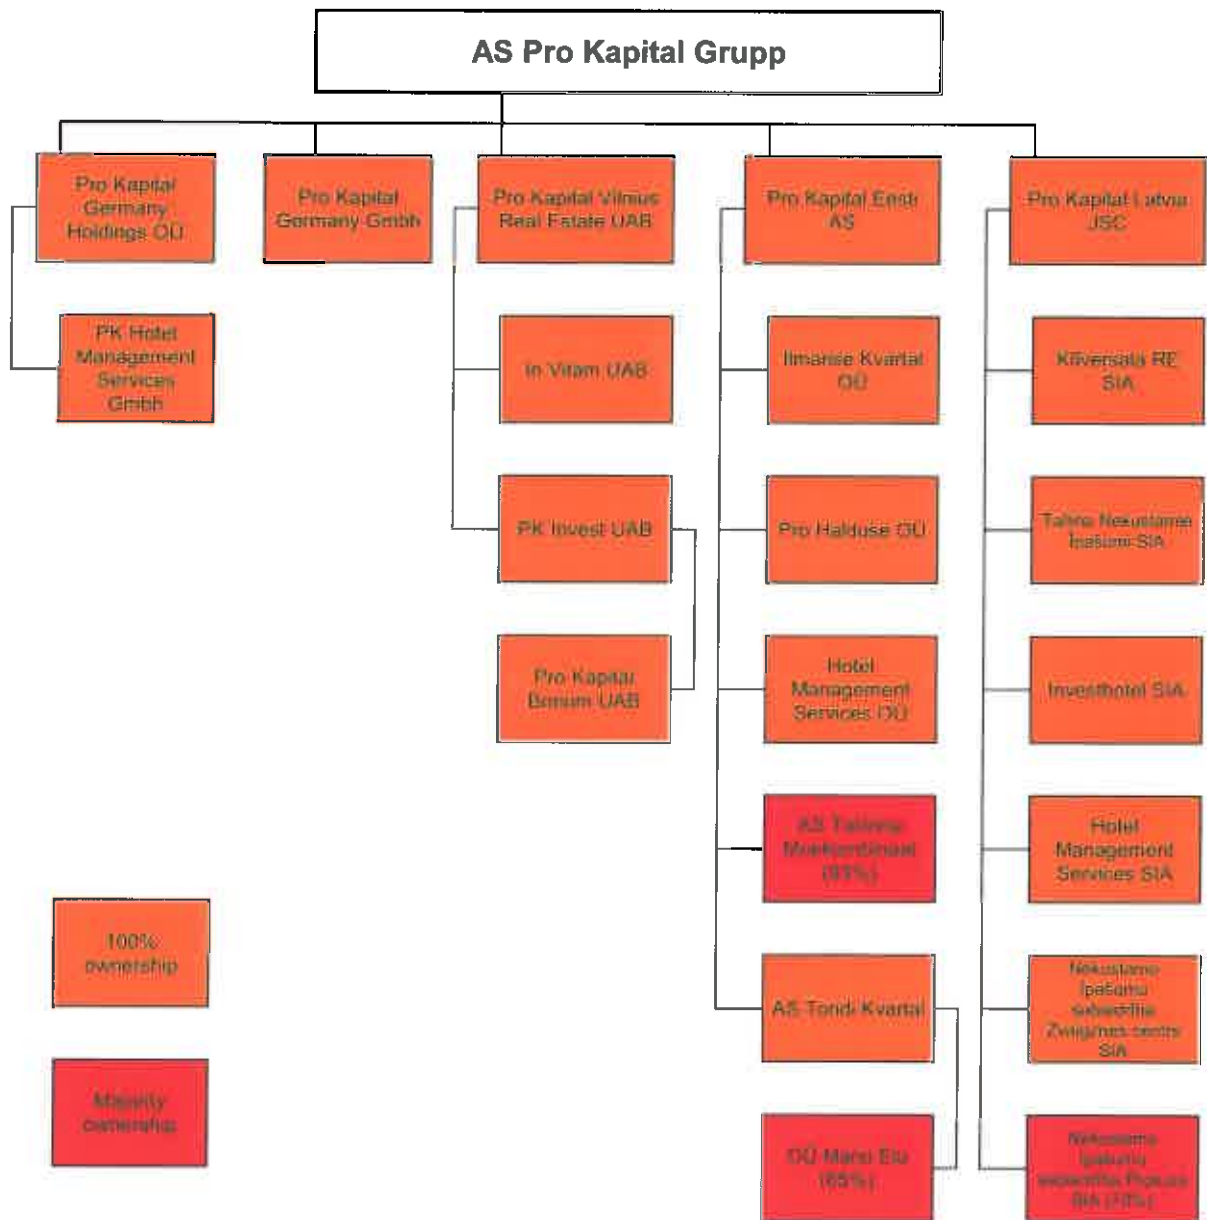 AS Pro Kapital Grupp
Pro Kapital
Germany
Holdings OÜ
Pro Kapital
Germany Gmbh
Pro Kapital Vilnius
Real Estate UAB
Pro Kapital Eesti
AS
Pro Kapital Latvia
JSC
PK Hotel
Management
Services
Gmbh
In Vitam UAB
Ilmarise Kvartal
OÜ
Kliversala RE
SIA
PK Invest UAB
Pro Halduse OÜ
Tallina Nekustamie
Īpašumi SIA
Pro Kapital
Bonum UAB
Hotel
Management
Services OÜ
Investhotel SIA
AS Tallinna
Moekombinaat
(93%)
Hotel
Management
Services SIA
100%
ownership
AS Tondi Kvartal
Nekustamo
īpašumu
sabiedrība
Zvaigznes centrs
SIA
Majority
ownership
OÜ Marsi Elu
(65%)
Nekustamo
īpašumu
sabiedrība
SIA